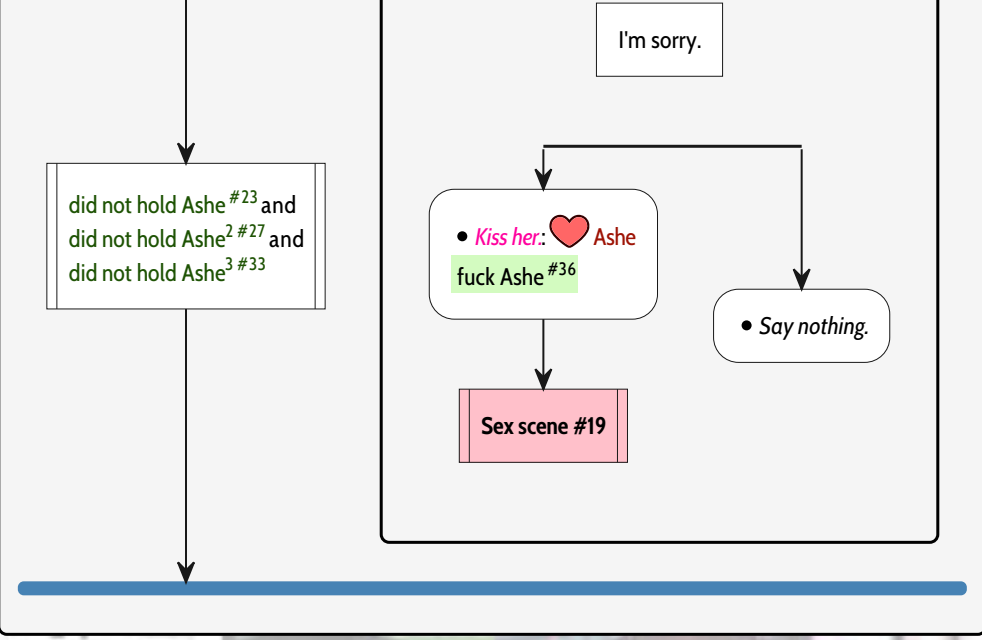 I'm sorry.
did not hold Ashe #23 and
did not hold Ashe2 #27 and
did not hold Ashe3 #33
• Kiss her.: Ashe
fuck Ashe #36
• Say nothing.
Sex scene #19